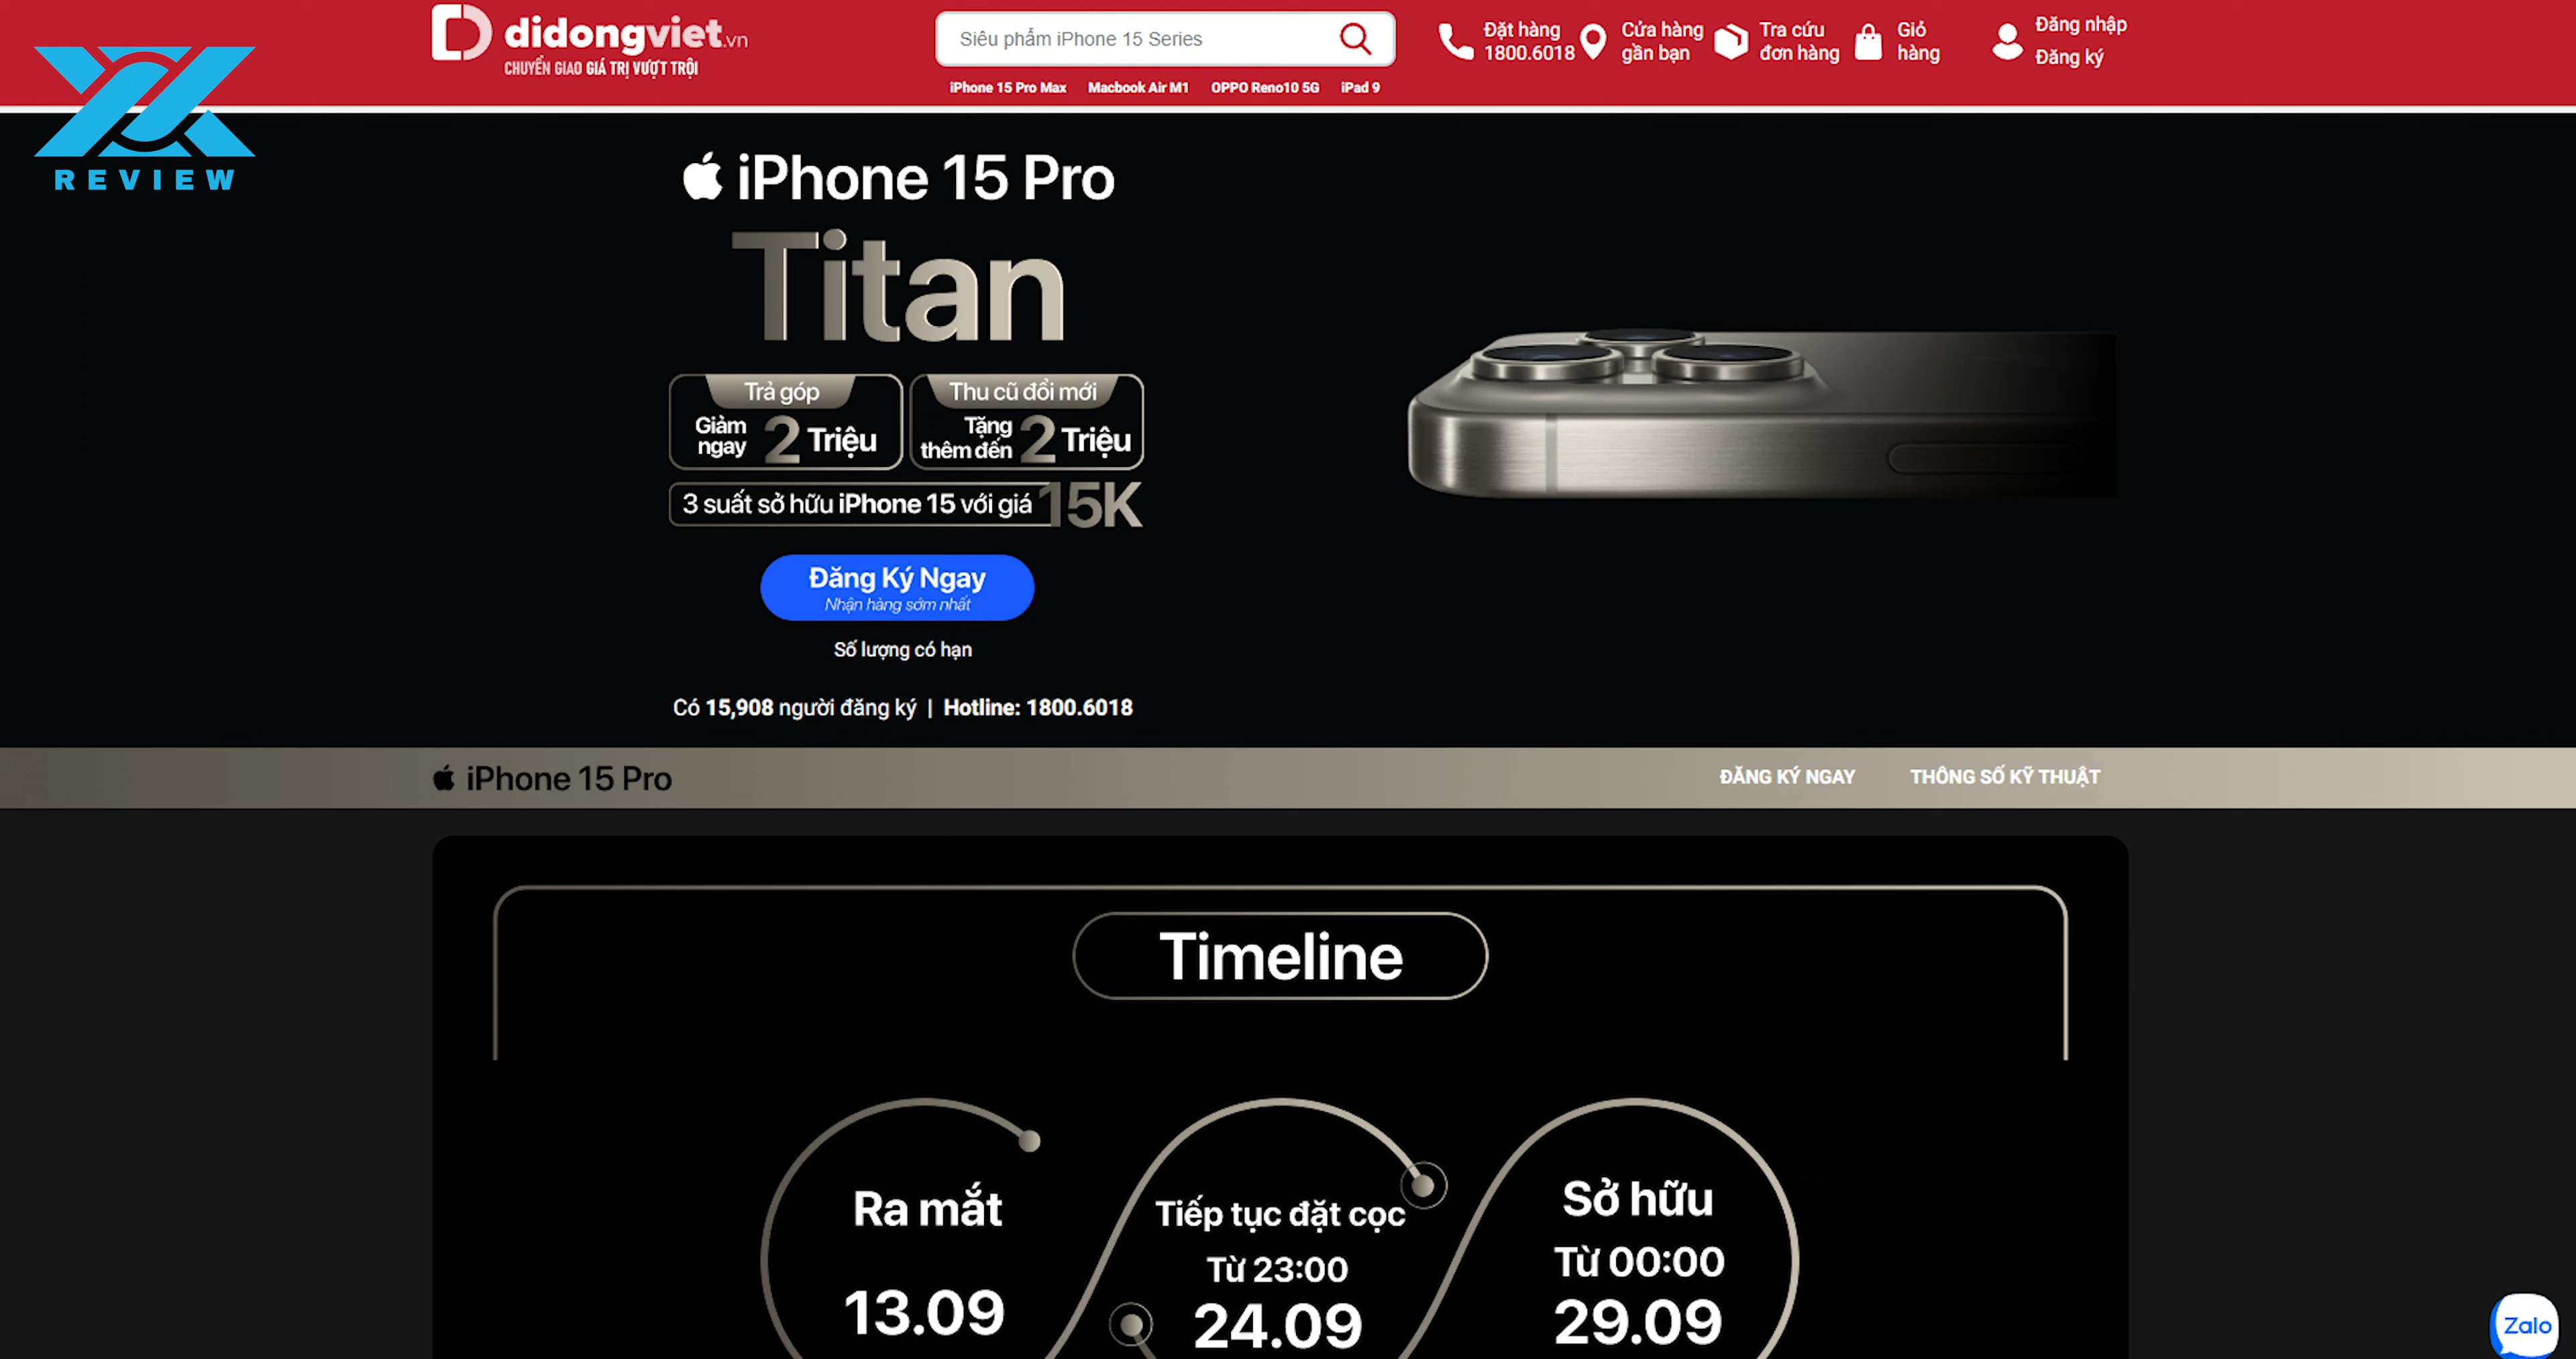 REVIEW
didongviet.vn
CHUYỂN GIAO GIÁ TRỊ VƯỢT TRỘI
Siêu phẩm iPhone 15 Series
iPhone 15 Pro Max Macbook Air M1 OPPO Reno10 5G iPad 9
Đặt hàng
1800.6018
Cửa hàng
gần bạn
Tra cứu
đơn hàng
Giỏ
hàng
Đăng nhập
Đăng ký
iPhone 15 Pro
Titan
Trả góp
Giảm
ngay 2 Triệu
Thu cũ đổi mới
Tặng
thêm đến 2 Triệu
3 suất sở hữu iPhone 15 với giá 15K
Đăng Ký Ngay
Nhận hàng sớm nhất
Số lượng có hạn
Có 15,908 người đăng ký | Hotline: 1800.6018
iPhone 15 Pro
ĐĂNG KÝ NGAY
THÔNG SỐ KỸ THUẬT
Timeline
Ra mắt
13.09
Tiếp tục đặt cọc
Từ 23:00
24.09
Sở hữu
Từ 00:00
29.09
Zalo